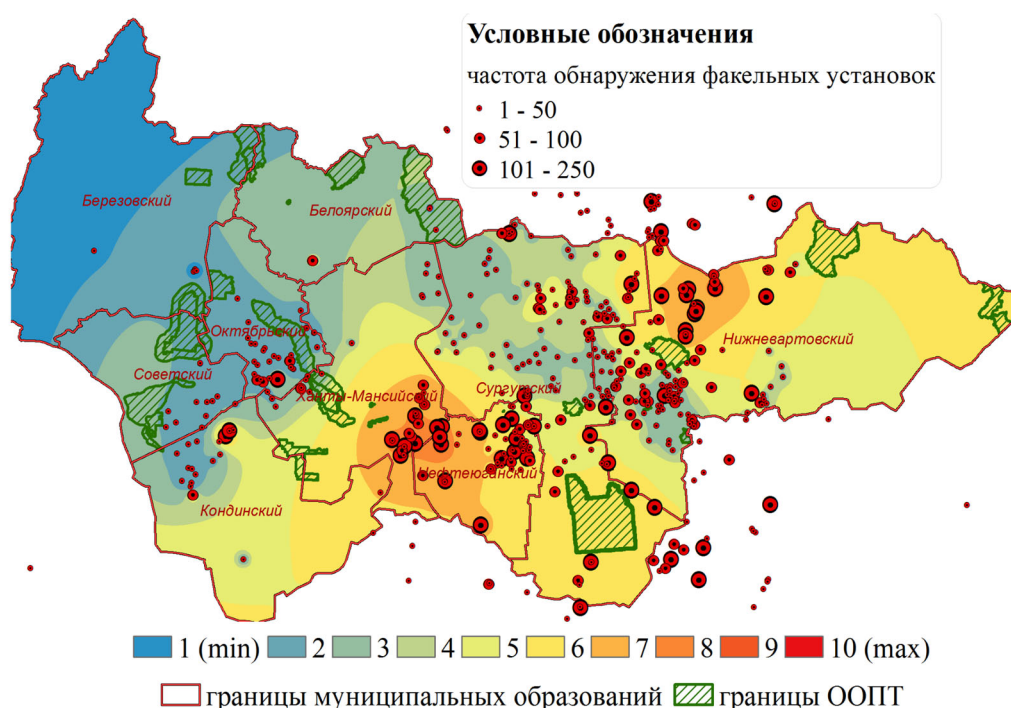 Условные обозначения
частота обнаружения факельных установок
1 - 50
51 - 100
101 - 250
Березовский
Белоярский
Октябрьский
Нижневартовский
Советский
Ханты-Мансийский
Сургутский
Нефтеюганский
Кондинский
1 (min) 2 3 4 5 6 7 8 9 10 (max)
границы муниципальных образований границы ООПТ